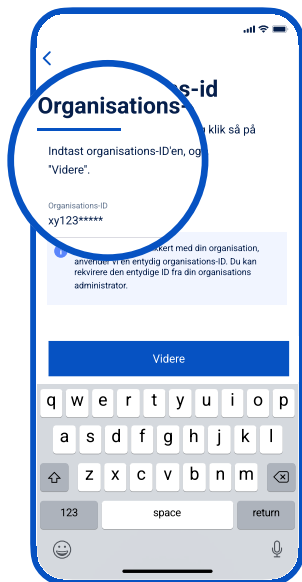 s-id
Organisations-
klik så på
Indtast organisations-ID'en, og
"Videre".
Organisations-ID
xy123*****
kkert med din organisation,
anvender vi en entydig organisations-ID. Du kan
rekvirere den entydige ID fra din organisations
administrator.
Videre
q w e r t y u i o p
a s d f g h j k l
z x c v b n m
123 space return